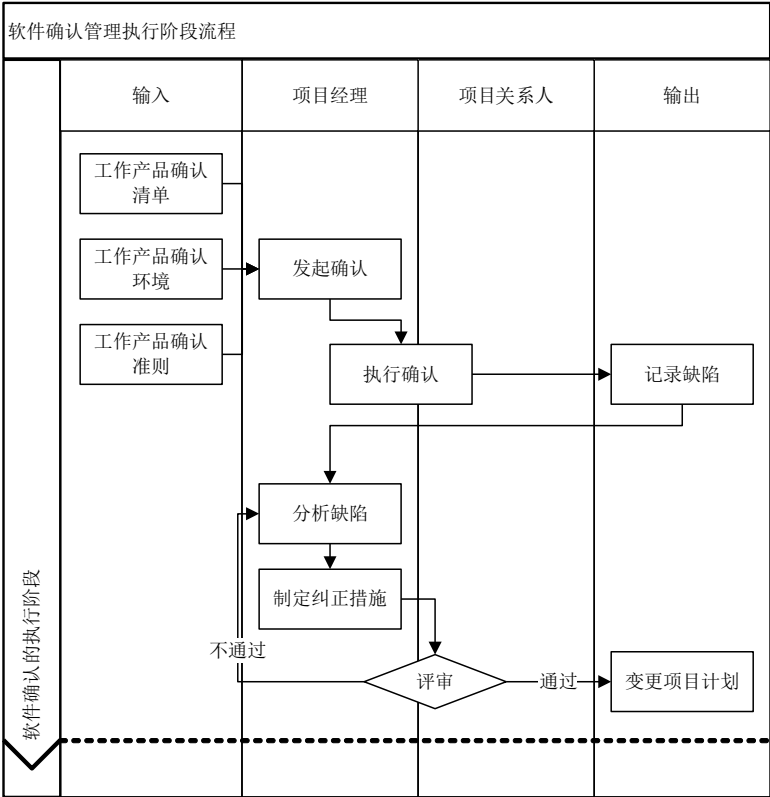 软件确认管理执行阶段流程
输入
项目经理
项目关系人
输出
工作产品确认
清单
工作产品确认
环境
发起确认
工作产品确认
准则
执行确认
记录缺陷
分析缺陷
制定纠正措施
不通过
评审
通过
变更项目计划
软件确认的执行阶段